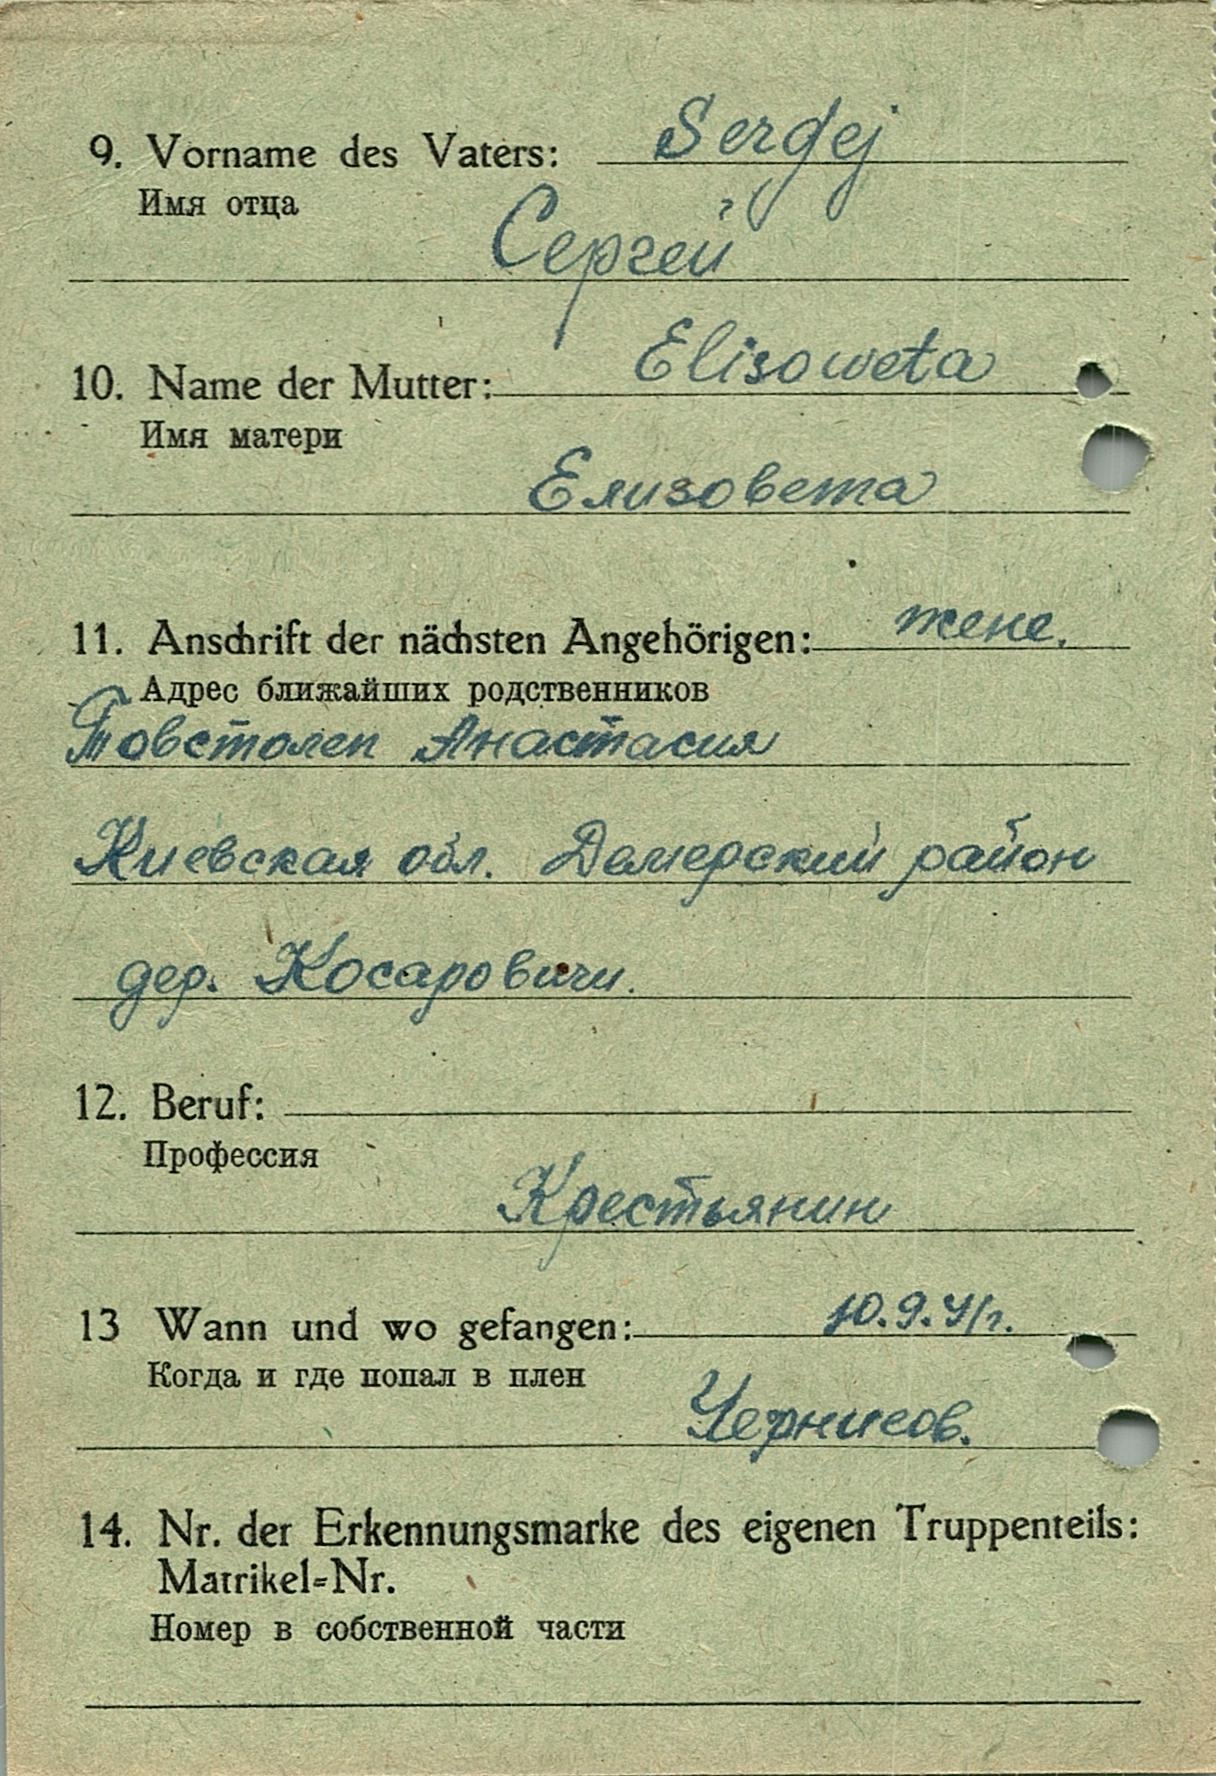 9. Vorname des Vaters: Sergej
Имя отца
Сергей
10. Name der Mutter: Elisoweta
Имя матери
Елизовета
11. Anschrift der nächsten Angehörigen: жене.
Адрес ближайших родственников
Товстолеп Анастасия
Киевская обл. Демерский район
дер. Косаровичи.
12. Beruf:
Профессия
Крестьянин
13 Wann und wo gefangen: 10.9.41г.
Когда и где попал в плен
Чернигов.
14. Nr. der Erkennungsmarke des eigenen Truppenteils:
Matrikel=Nr.
Номер в собственной части